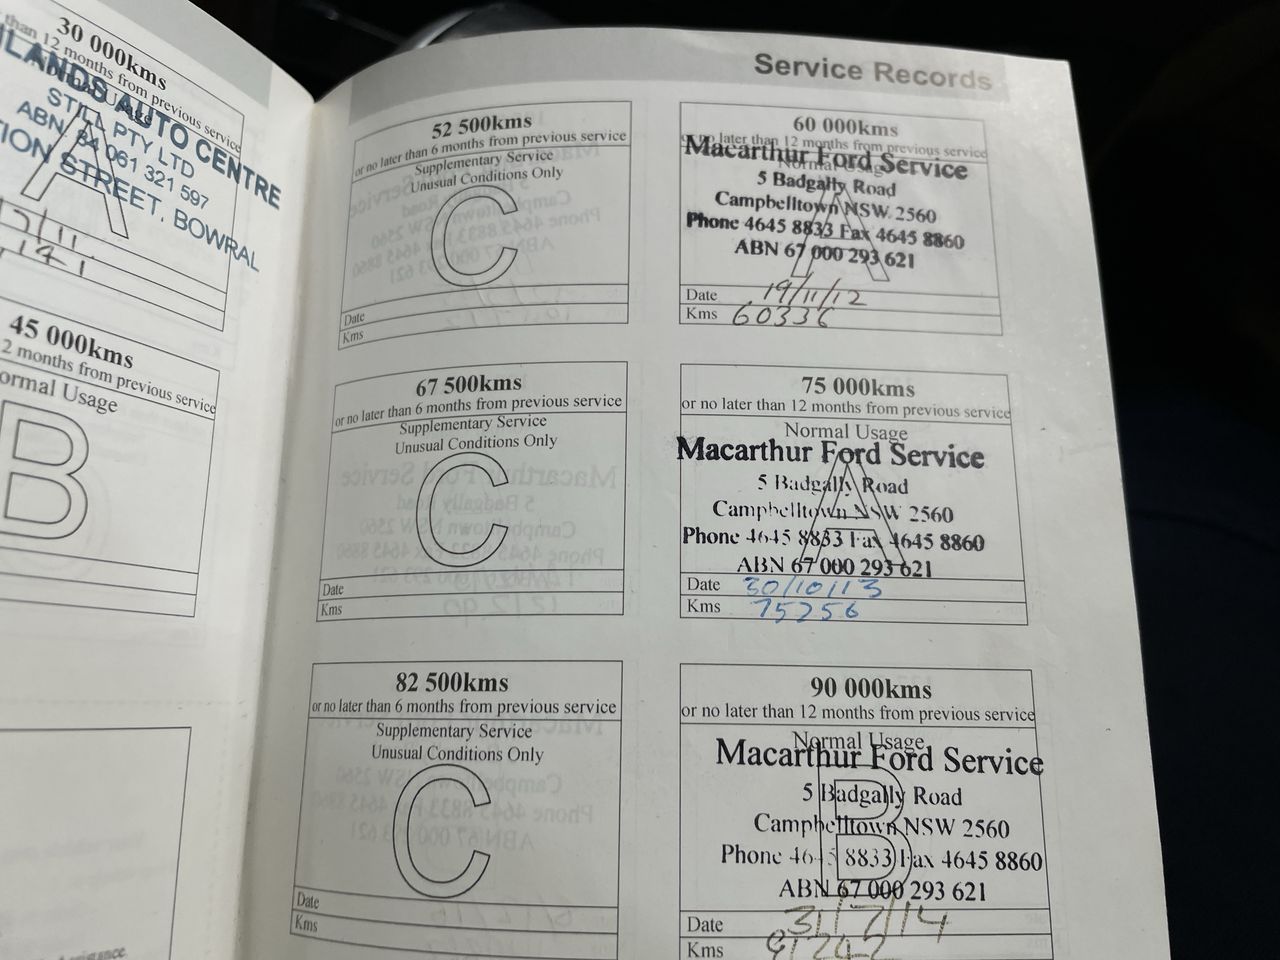 30 000kms
than 12 months from previous service
Normal Usage
A
LANDS AUTO CENTRE
STILL PTY LTD
ABN 84 061 321 597
TION STREET, BOWRAL
45 000kms
2 months from previous service
ormal Usage
B
Service Records
52 500kms
or no later than 6 months from previous service
Supplementary Service
Unusual Conditions Only
C
Date
Kms
60 000kms
or no later than 12 months from previous service
Normal Usage
Macarthur Ford Service
5 Badgally Road
Campbelltown NSW 2560
Phone 4645 8833 Fax 4645 8860
ABN 67 000 293 621
A
Date 19/11/12
Kms 60336
67 500kms
or no later than 6 months from previous service
Supplementary Service
Unusual Conditions Only
C
Date
Kms
75 000kms
or no later than 12 months from previous service
Normal Usage
Macarthur Ford Service
5 Badgally Road
Campbelltown NSW 2560
Phone 4645 8833 Fax 4645 8860
ABN 67 000 293 621
A
Date 30/10/13
Kms 75256
82 500kms
or no later than 6 months from previous service
Supplementary Service
Unusual Conditions Only
C
Date
Kms
90 000kms
or no later than 12 months from previous service
Normal Usage
Macarthur Ford Service
5 Badgally Road
Campbelltown NSW 2560
Phone 4645 8833 Fax 4645 8860
ABN 67 000 293 621
B
Date 31/7/14
Kms 91242